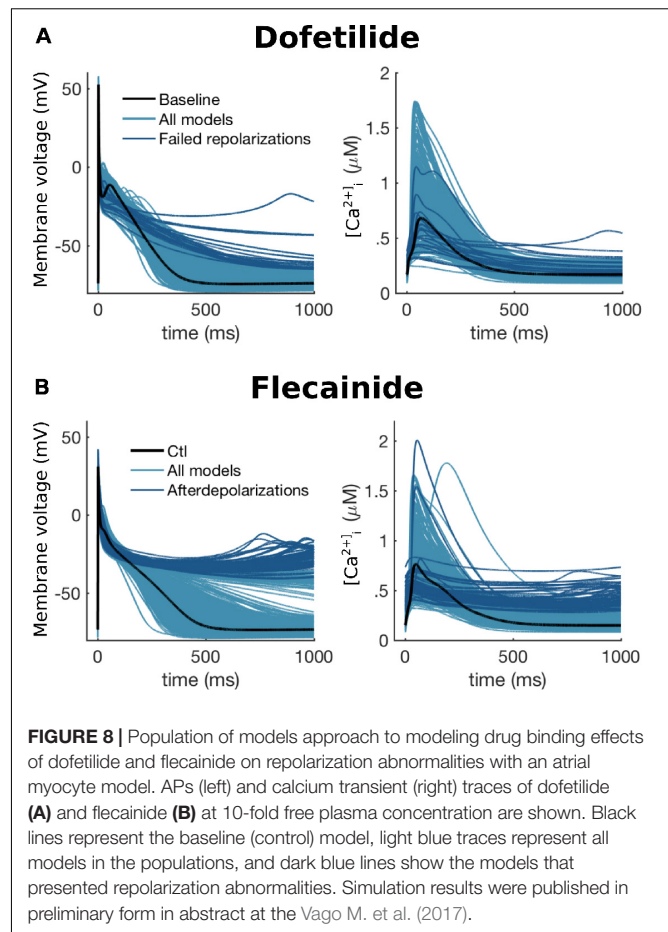 A
Dofetilide
Membrane voltage (mV)
50
0
-50
Baseline
All models
Failed repolarizations
0
500
1000
time (ms)
[Ca2+]i (μM)
2
1.5
1
.5
0
0
500
1000
time (ms)
B
Flecainide
Membrane voltage (mV)
50
0
-50
Ctl
All models
Afterdepolarizations
0
500
1000
time (ms)
[Ca2+]i (μM)
2
1.5
1
.5
0
0
500
1000
time (ms)
FIGURE 8 | Population of models approach to modeling drug binding effects
of dofetilide and flecainide on repolarization abnormalities with an atrial
myocyte model. APs (left) and calcium transient (right) traces of dofetilide
(A) and flecainide (B) at 10-fold free plasma concentration are shown. Black
lines represent the baseline (control) model, light blue traces represent all
models in the populations, and dark blue lines show the models that
presented repolarization abnormalities. Simulation results were published in
preliminary form in abstract at the Vago M. et al. (2017).